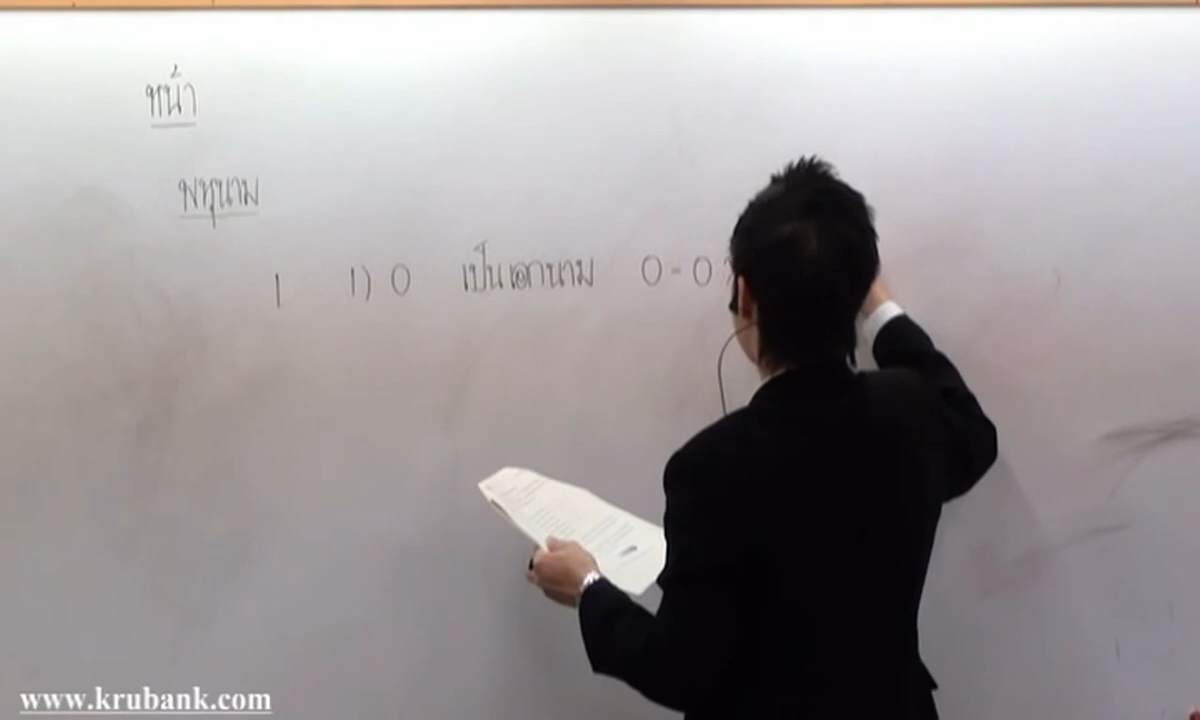 หน้า
พหุนาม
1 1) 0 เป็นเอกนาม 0 = 0
www.krubank.com